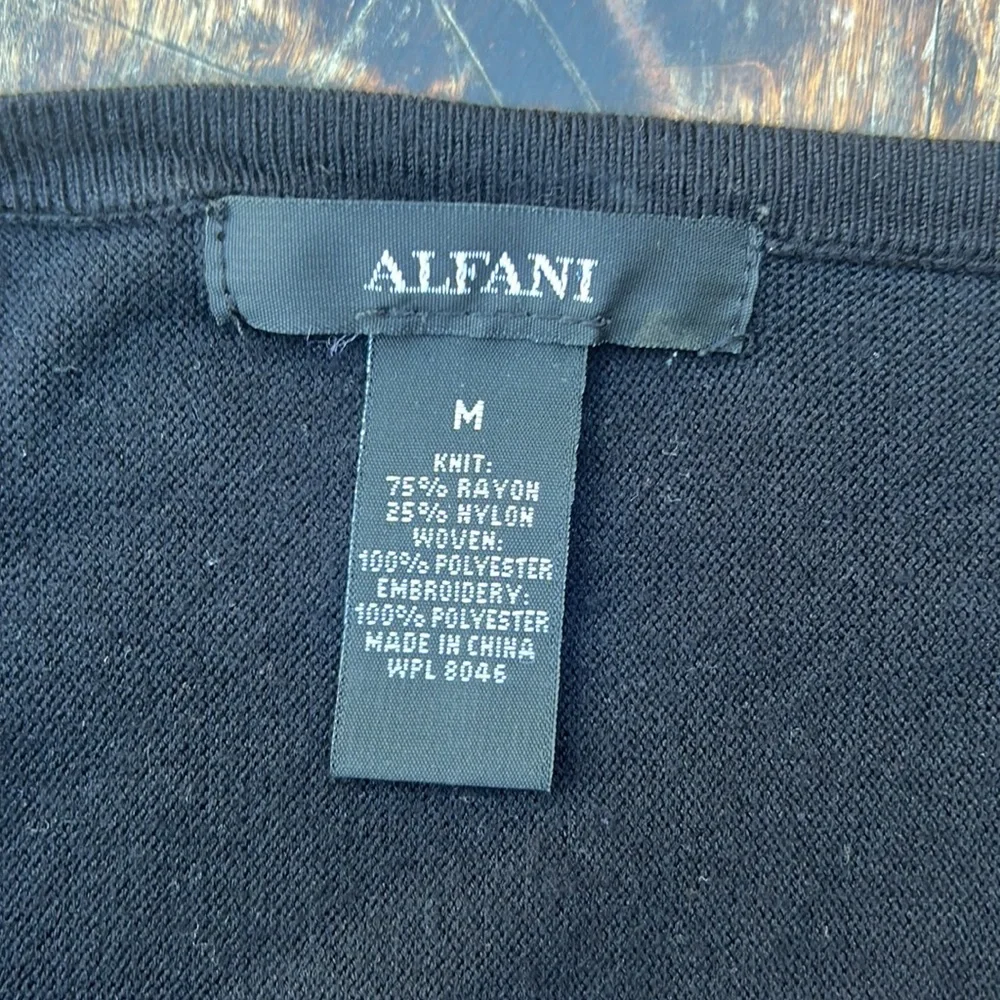 ALFANI
M
KNIT:
75% RAYON
25% NYLON
WOVEN:
100% POLYESTER
EMBROIDERY:
100% POLYESTER
MADE IN CHINA
WPL 8046